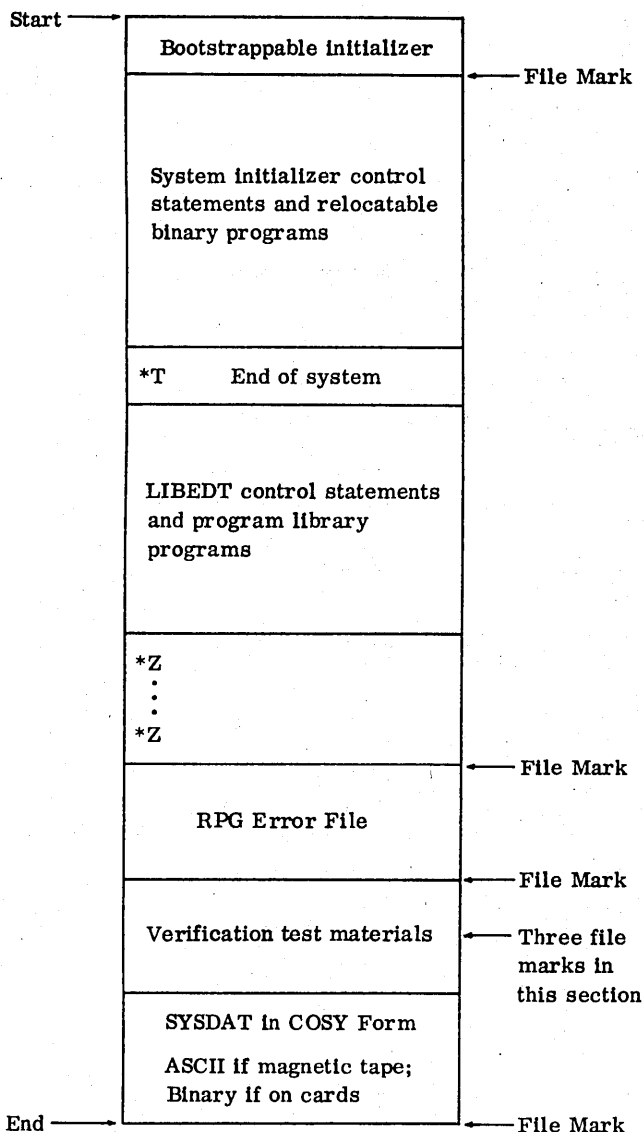 Start
Bootstrappable initializer
File Mark
System initializer control
statements and relocatable
binary programs
*T End of system
LIBEDT control statements
and program library
programs
*Z
.
.
.
*Z
File Mark
RPG Error File
File Mark
Verification test materials
Three file
marks in
this section
SYSDAT in COSY Form
ASCII if magnetic tape;
Binary if on cards
End
File Mark